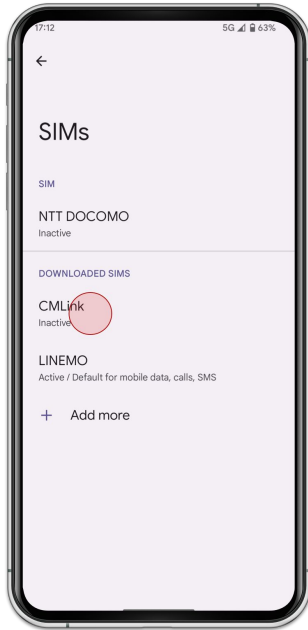 17:12 5G 63%
SIMs
SIM
NTT DOCOMO
Inactive
DOWNLOADED SIMS
CMLink
Inactive
LINEMO
Active / Default for mobile data, calls, SMS
+ Add more